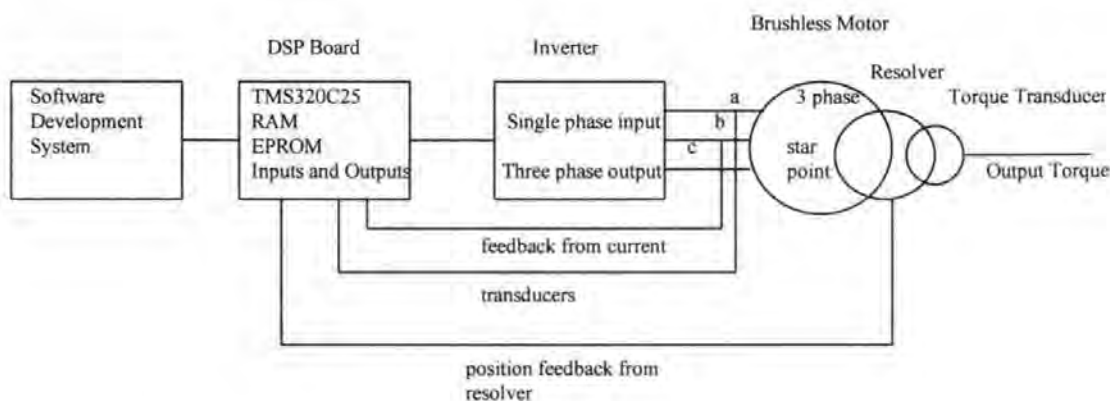 Brushless Motor
DSP Board
Inverter
Resolver
Torque Transducer
Software
Development
System
TMS320C25
RAM
EPROM
Inputs and Outputs
Single phase input
Three phase output
a
b
c
3 phase
star
point
Output Torque
feedback from current
transducers
position feedback from
resolver